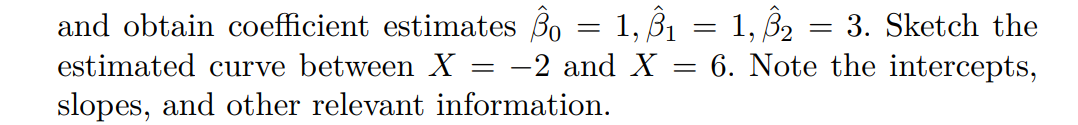 and obtain coefficient estimates β̂₀ = 1, β̂₁ = 1, β̂₂ = 3. Sketch the
estimated curve between X = −2 and X = 6. Note the intercepts,
slopes, and other relevant information.